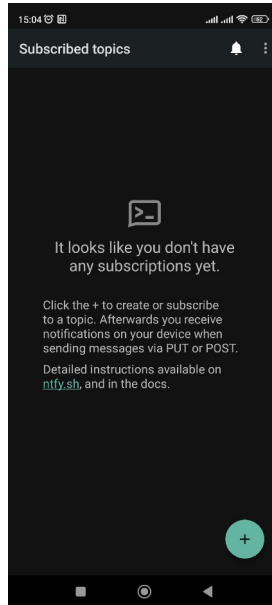 15:04
62
Subscribed topics
>_
It looks like you don't have
any subscriptions yet.
Click the + to create or subscribe
to a topic. Afterwards you receive
notifications on your device when
sending messages via PUT or POST.
Detailed instructions available on
ntfy.sh, and in the docs.
+